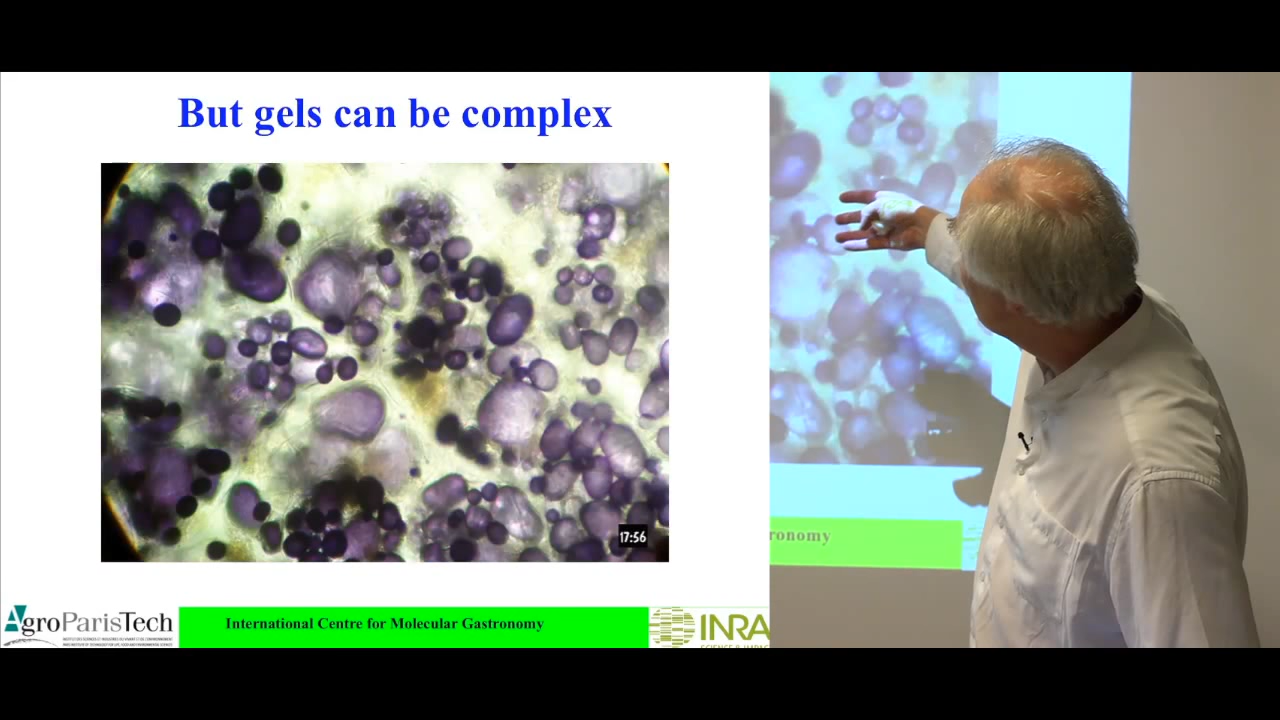 But gels can be complex
17:56
AgroParisTech
International Centre for Molecular Gastronomy
INRA
ronomy